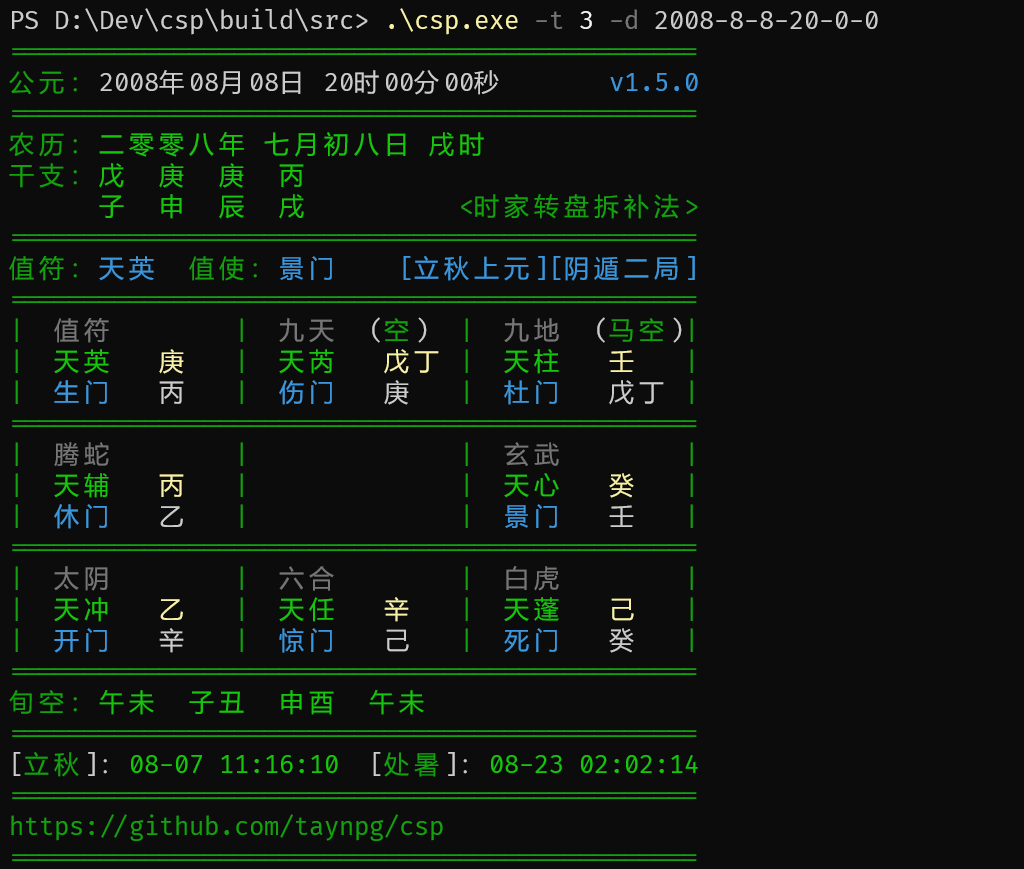 PS D:\Dev\csp\build\src> .\csp.exe -t 3 -d 2008-8-8-20-0-0
公元: 2008年08月08日 20时00分00秒 v1.5.0
农历: 二零零八年 七月初八日 戌时
干支: 戊 庚 庚 丙
子 申 辰 戌 <时家转盘拆补法>
值符: 天英 值使: 景门 [立秋上元][阴遁二局]
| 值符 | 九天 (空) | 九地 (马空)|
| 天英 庚 | 天芮 戊丁 | 天柱 壬 |
| 生门 丙 | 伤门 庚 | 杜门 戊丁 |
| 腾蛇 | | 玄武 |
| 天辅 丙 | | 天心 癸 |
| 休门 乙 | | 景门 壬 |
| 太阴 | 六合 | 白虎 |
| 天冲 乙 | 天任 辛 | 天蓬 己 |
| 开门 辛 | 惊门 己 | 死门 癸 |
旬空: 午未 子丑 申酉 午未
[立秋]: 08-07 11:16:10 [处暑]: 08-23 02:02:14
https://github.com/taynpg/csp